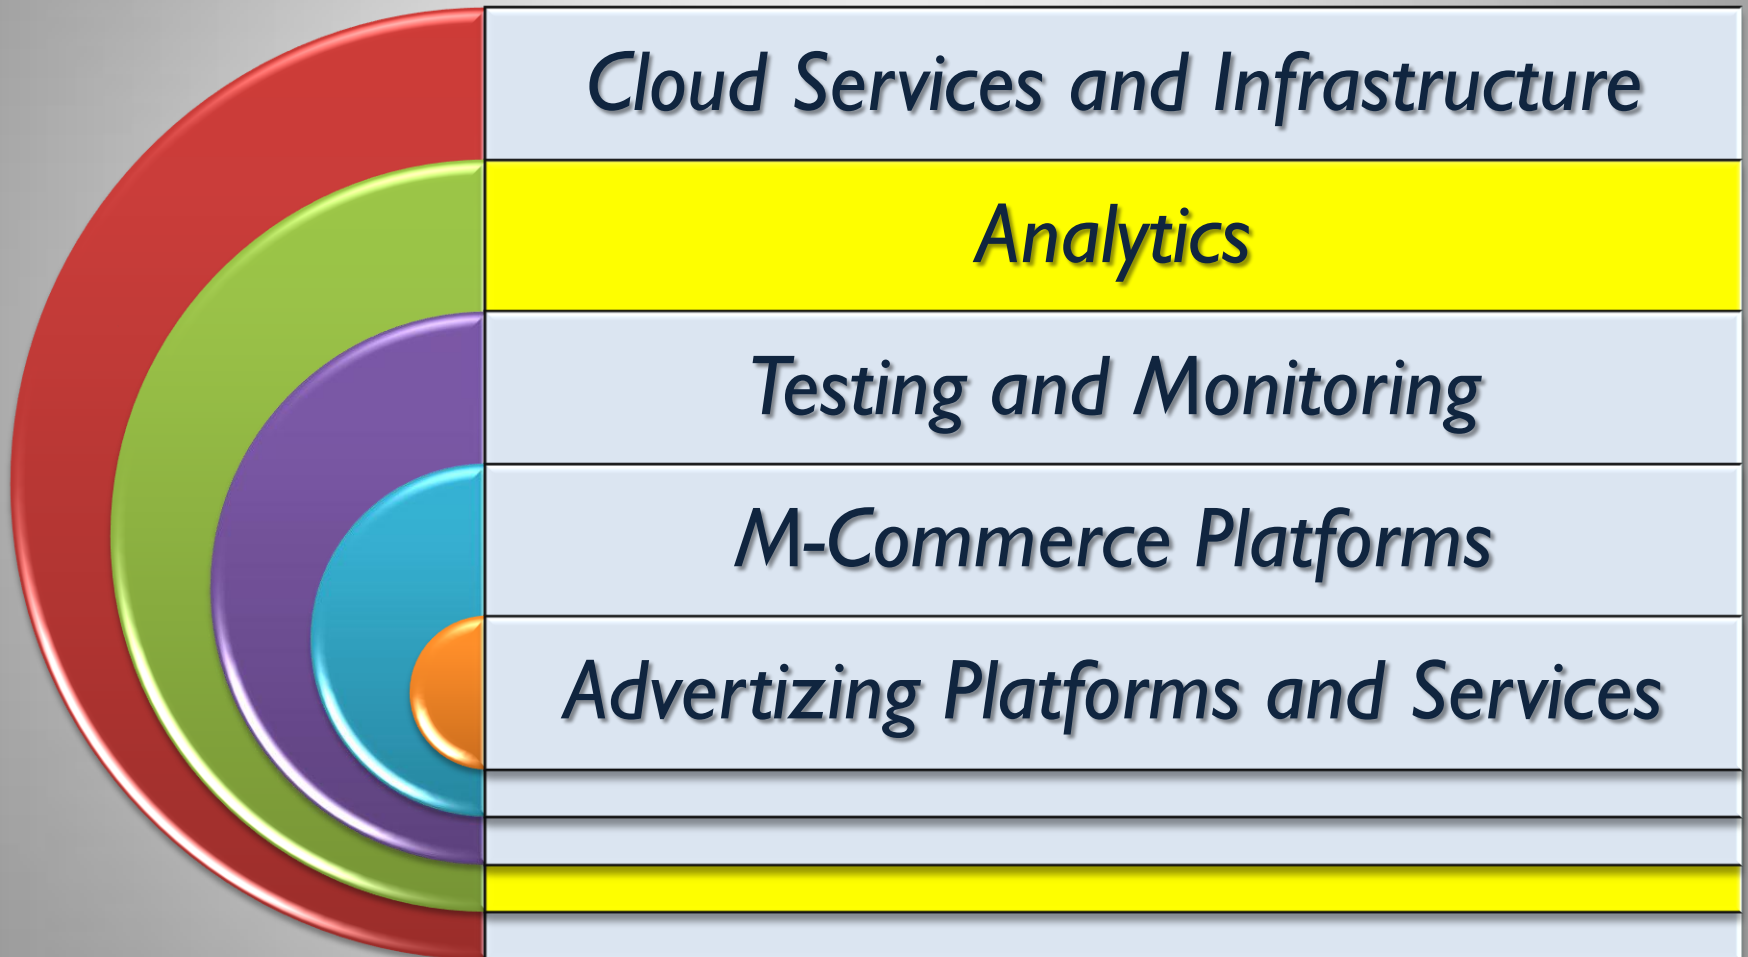 Cloud Services and Infrastructure
Analytics
Testing and Monitoring
M-Commerce Platforms
Advertizing Platforms and Services